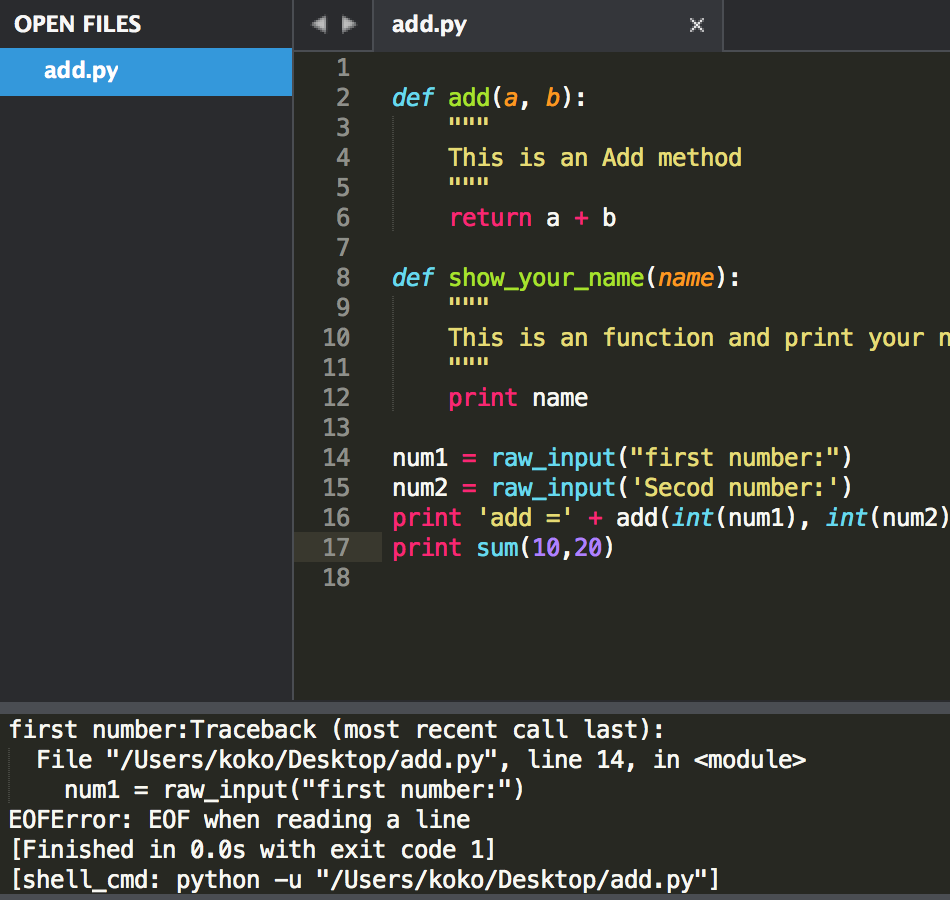 OPEN FILES
add.py
add.py ×
1
2 def add(a, b):
3 """
4 This is an Add method
5 """
6 return a + b
7
8 def show_your_name(name):
9 """
10 This is an function and print your n
11 """
12 print name
13
14 num1 = raw_input("first number:")
15 num2 = raw_input('Secod number:')
16 print 'add =' + add(int(num1), int(num2)
17 print sum(10,20)
18
first number:Traceback (most recent call last):
File "/Users/koko/Desktop/add.py", line 14, in <module>
num1 = raw_input("first number:")
EOFError: EOF when reading a line
[Finished in 0.0s with exit code 1]
[shell_cmd: python -u "/Users/koko/Desktop/add.py"]